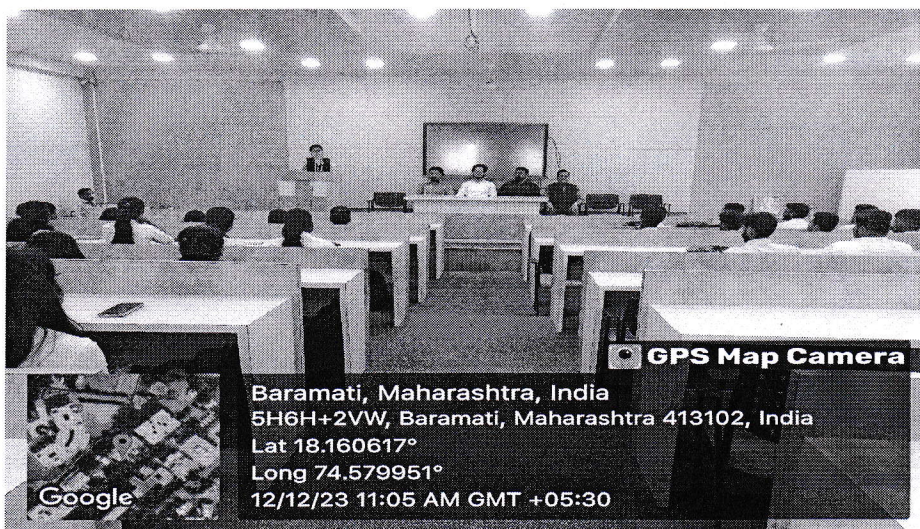 GPS Map Camera
Baramati, Maharashtra, India
5H6H+2VW, Baramati, Maharashtra 413102, India
Lat 18.160617°
Long 74.579951°
12/12/23 11:05 AM GMT +05:30
Google